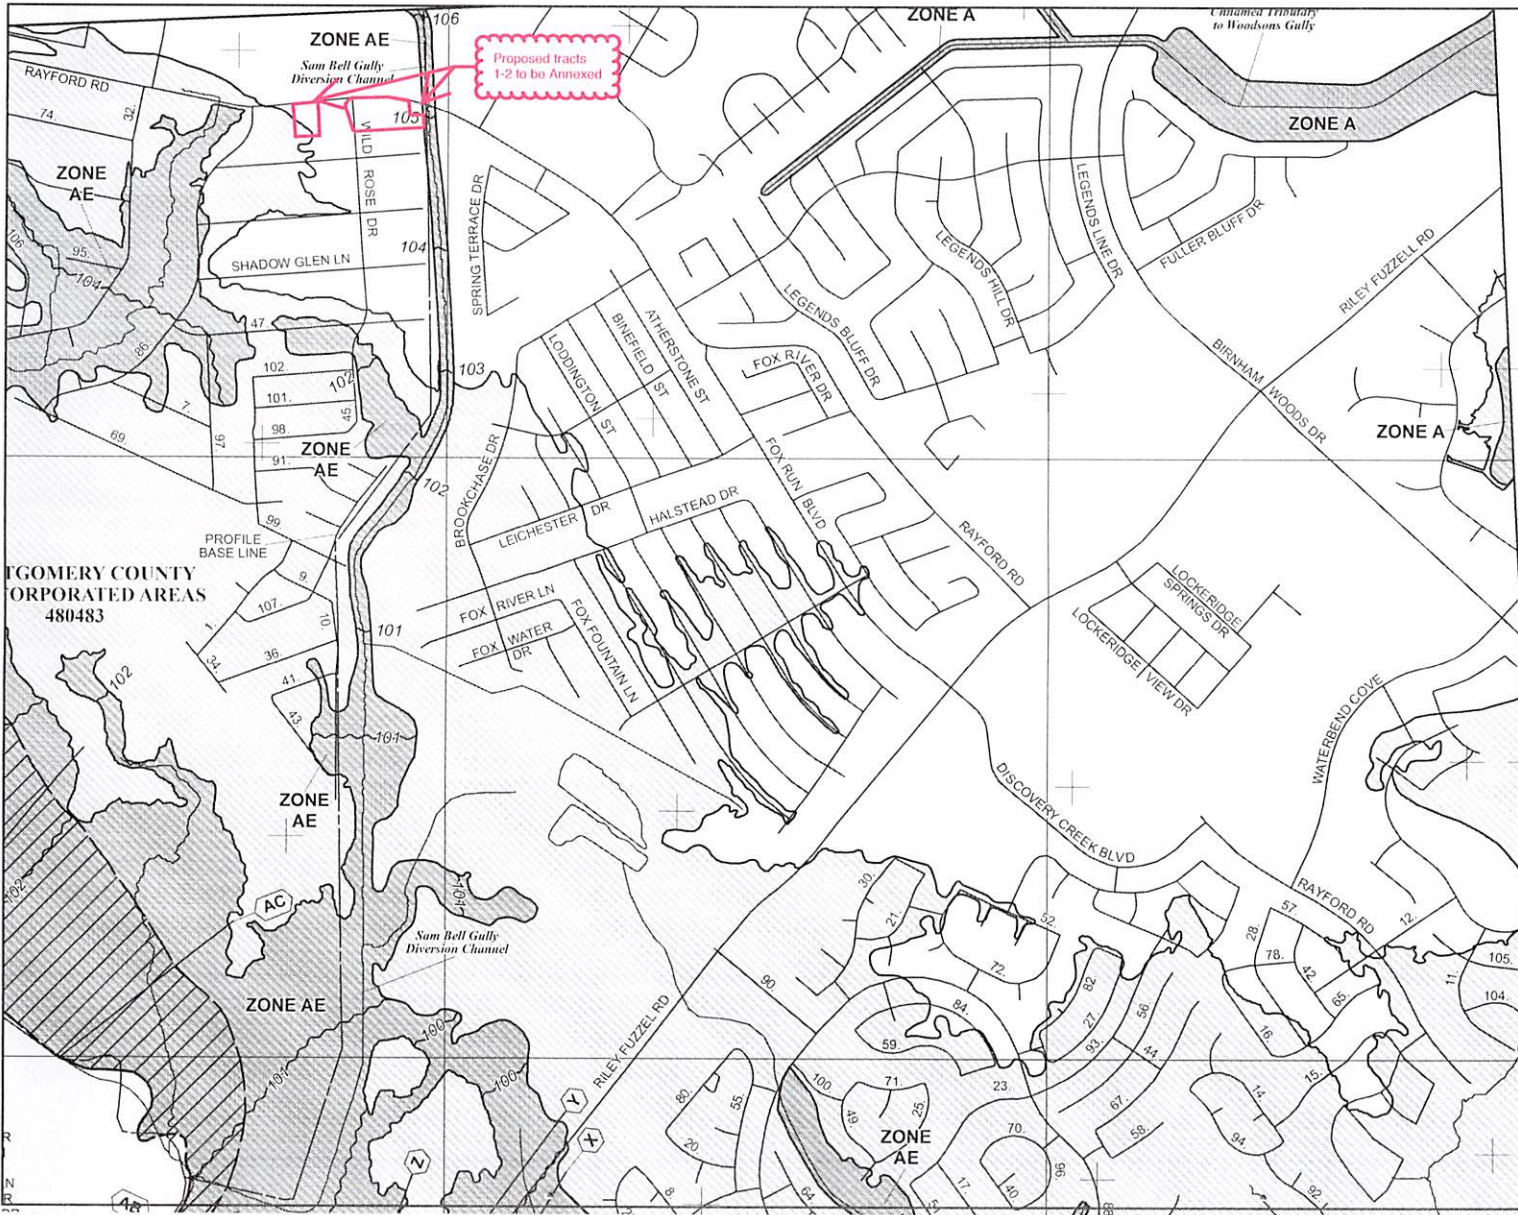 106
ZONE AE
Sam Bell Gully
Diversion Channel
Proposed tracts
1-2 to be Annexed
ZONE A
Unnamed Tributary
to Woodsons Gully
RAYFORD RD
74.
32.
105
ZONE A
ZONE
AE
WILD ROSE DR
SPRING TERRACE DR
LEGENDS LINE DR
LEGENDS HILL DR
FULLER BLUFF DR
RILEY FUZZELL RD
106
95.
104
104
SHADOW GLEN LN
LEGENDS BLUFF DR
47.
86
ATHERSTONE ST
BINEFIELD ST
LODDINGTON ST
FOX RIVER DR
BIRNHAM WOODS DR
103
102.
102
101.
45
98.
7.
69.
97
ZONE
AE
91.
ZONE A
102
BROOKCHASE DR
LEICHESTER DR
HALSTEAD DR
FOX RUN BLVD
RAYFORD RD
99.
PROFILE
BASE LINE
TGOMERY COUNTY
ORPORATED AREAS
480483
9.
107.
1.
10.
101
34.
36.
FOX RIVER LN
FOX WATER
DR
FOX FOUNTAIN LN
LOCKERIDGE
SPRINGS DR
LOCKERIDGE VIEW DR
102
41.
43.
101
WATERBEND COVE
ZONE
AE
DISCOVERY CREEK BLVD
102
AC
101
Sam Bell Gully
Diversion Channel
30.
21.
52.
RAYFORD RD
57.
12.
28.
78.
42.
65.
11.
105.
104.
72.
82.
84.
56
27.
93.
44.
16.
15.
59.
90.
ZONE AE
100
101
100
RILEY FUZZEL RD
Y
X
Z
80.
55.
20.
100.
71.
49.
25.
23.
67.
58.
14.
94
70.
ZONE
AE
17.
40.
96
92.
8.
64.
88
R
N
R
AB